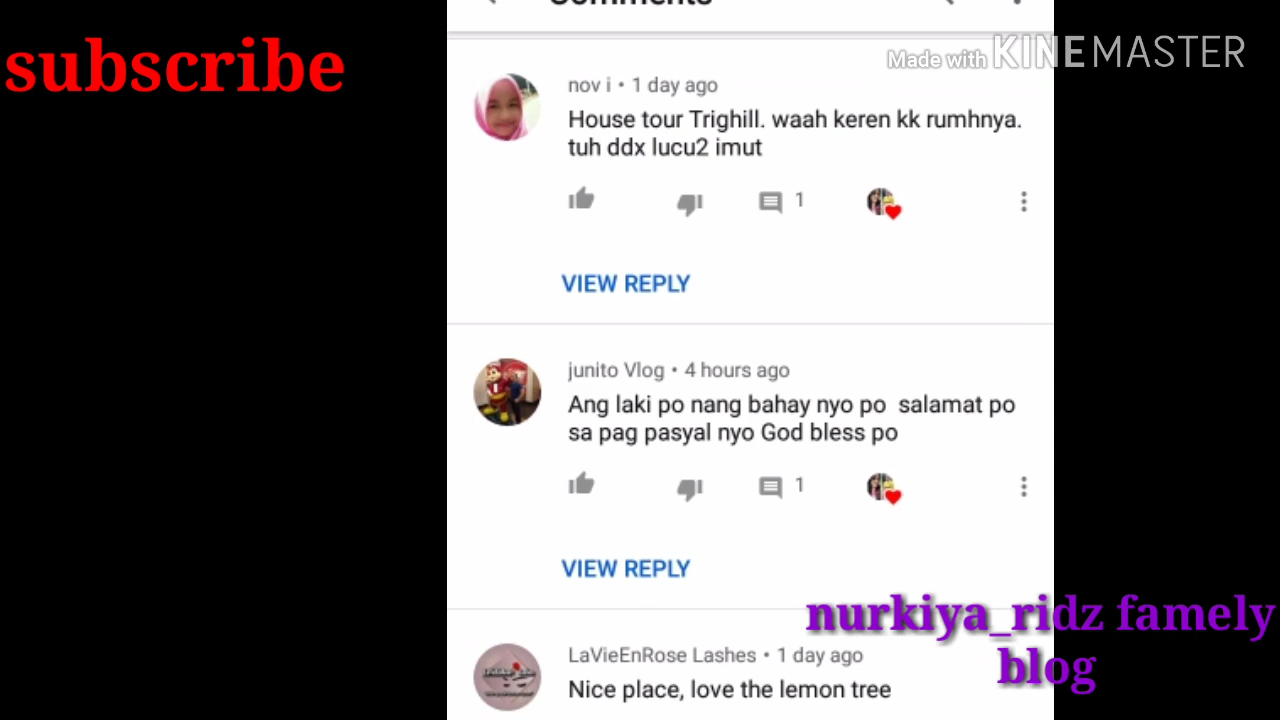 Comments
subscribe
Made with KINEMASTER
nov i • 1 day ago
House tour Trighill. waah keren kk rumhnya.
tuh ddx lucu2 imut
1
VIEW REPLY
junito Vlog • 4 hours ago
Ang laki po nang bahay nyo po salamat po
sa pag pasyal nyo God bless po
1
VIEW REPLY
nurkiya_ridz famely
blog
LaVieEnRose Lashes • 1 day ago
Nice place, love the lemon tree